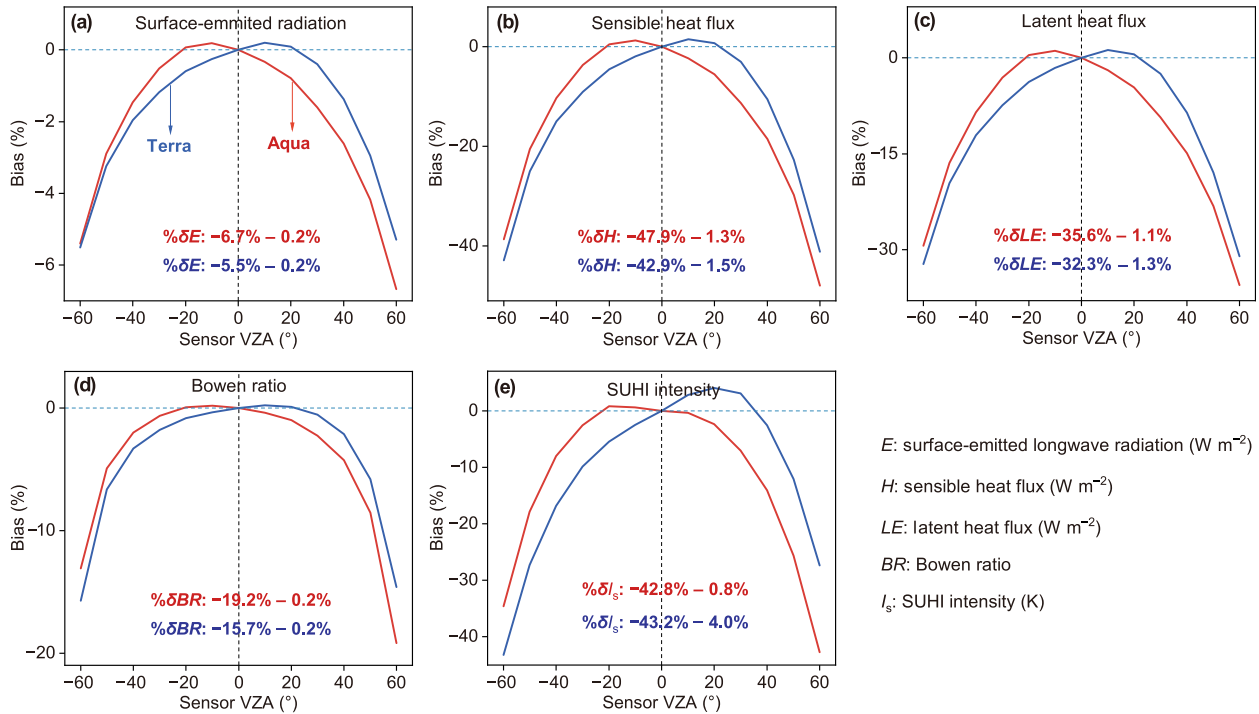 (a)
Surface-emmited radiation
Bias (%)
0
−2
−4
−6
Terra
Aqua
%δE: −6.7% – 0.2%
%δE: −5.5% – 0.2%
−60 −40 −20 0 20 40 60
Sensor VZA (°)
(b)
Sensible heat flux
Bias (%)
0
−20
−40
%δH: −47.9% – 1.3%
%δH: −42.9% – 1.5%
−60 −40 −20 0 20 40 60
Sensor VZA (°)
(c)
Latent heat flux
Bias (%)
0
−15
−30
%δLE: −35.6% – 1.1%
%δLE: −32.3% – 1.3%
−60 −40 −20 0 20 40 60
Sensor VZA (°)
(d)
Bowen ratio
Bias (%)
0
−10
−20
%δBR: −19.2% – 0.2%
%δBR: −15.7% – 0.2%
−60 −40 −20 0 20 40 60
Sensor VZA (°)
(e)
SUHI intensity
Bias (%)
0
−10
−20
−30
−40
%δIs: −42.8% – 0.8%
%δIs: −43.2% – 4.0%
−60 −40 −20 0 20 40 60
Sensor VZA (°)
E: surface-emitted longwave radiation (W m⁻²)
H: sensible heat flux (W m⁻²)
LE: latent heat flux (W m⁻²)
BR: Bowen ratio
Is: SUHI intensity (K)